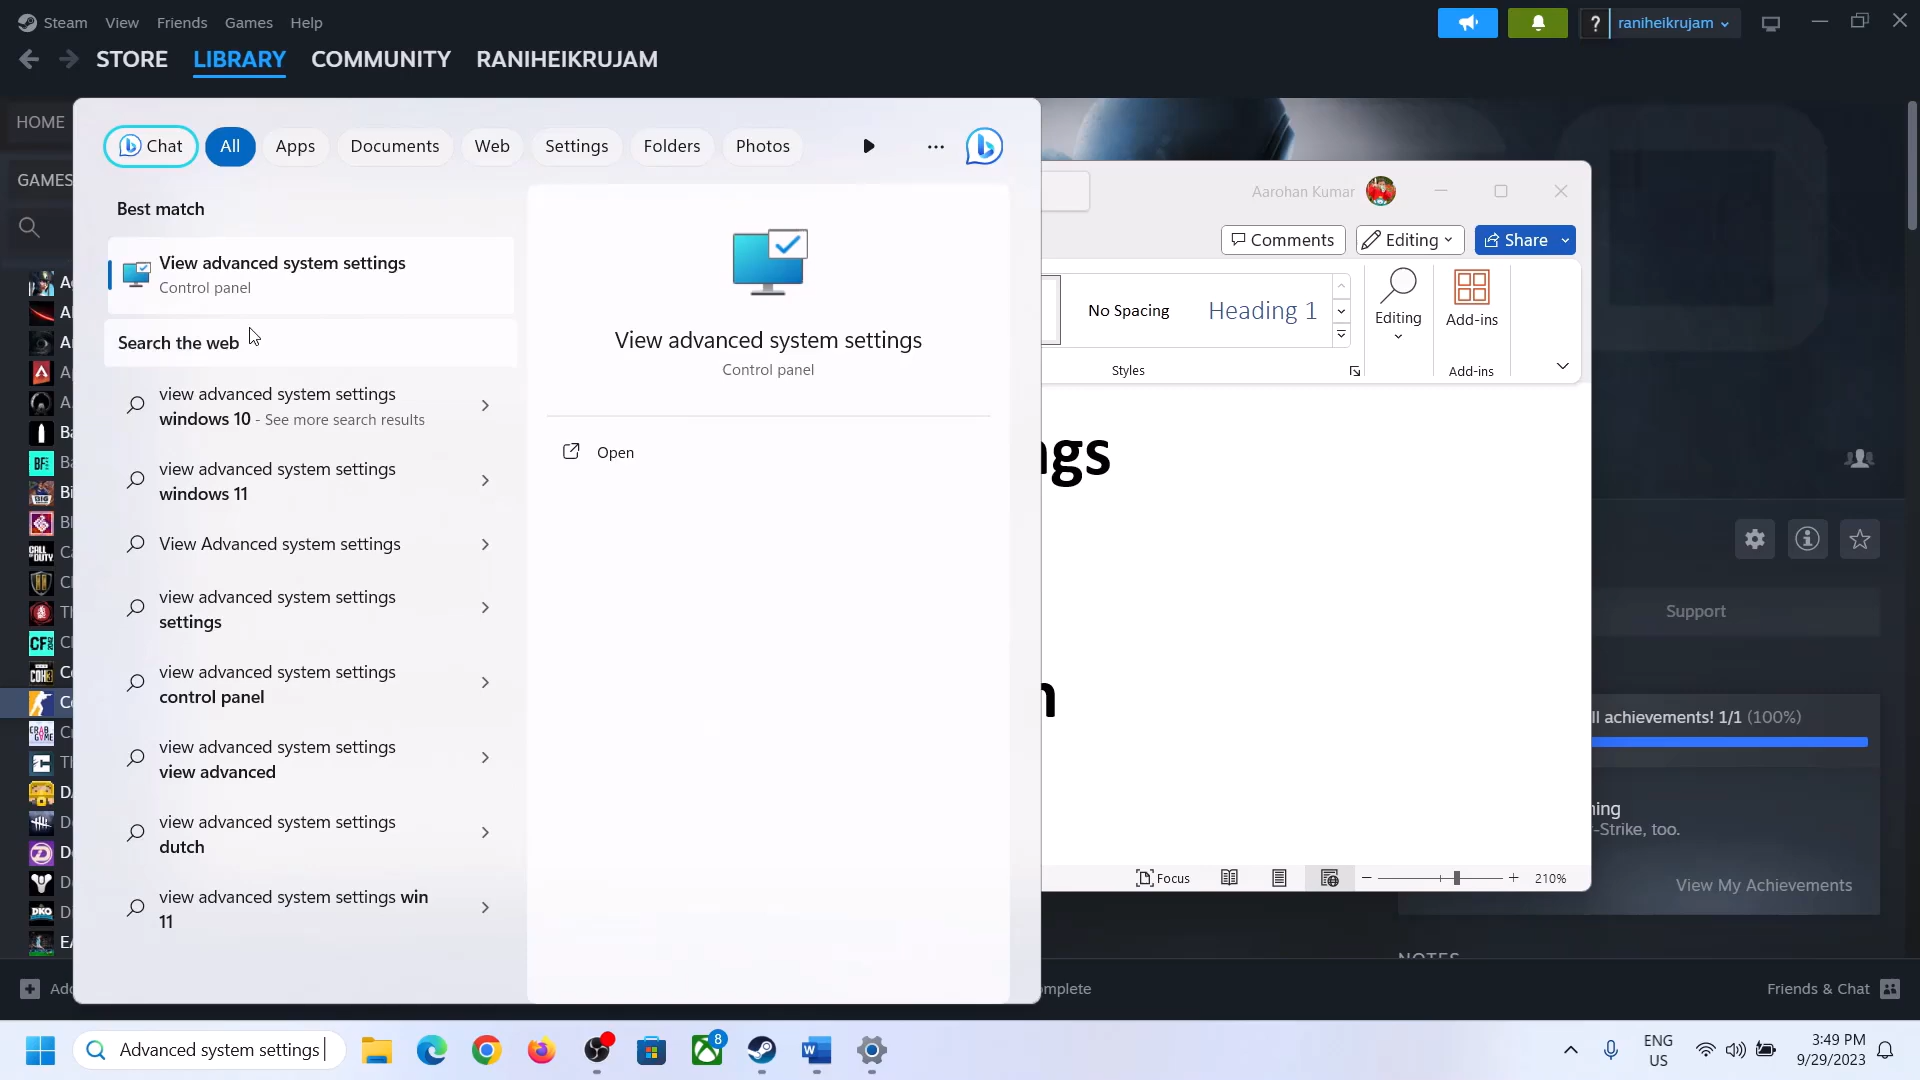 Steam View Friends Games Help
? raniheikrujam
STORE LIBRARY COMMUNITY RANIHEIKRUJAM
HOME
GAMES
Chat All Apps Documents Web Settings Folders Photos
Best match
View advanced system settings
Control panel
Search the web
view advanced system settings
windows 10 - See more search results
view advanced system settings
windows 11
View Advanced system settings
view advanced system settings
settings
view advanced system settings
control panel
view advanced system settings
view advanced
view advanced system settings
dutch
view advanced system settings win
11
View advanced system settings
Control panel
Open
Aarohan Kumar
Comments Editing Share
No Spacing Heading 1
Editing
Add-ins
Styles
Add-ins
ngs
n
Focus
210%
Support
ll achievements! 1/1 (100%)
ning
-Strike, too.
View My Achievements
Add
mplete
Friends & Chat
Advanced system settings
8
ENG
US
3:49 PM
9/29/2023